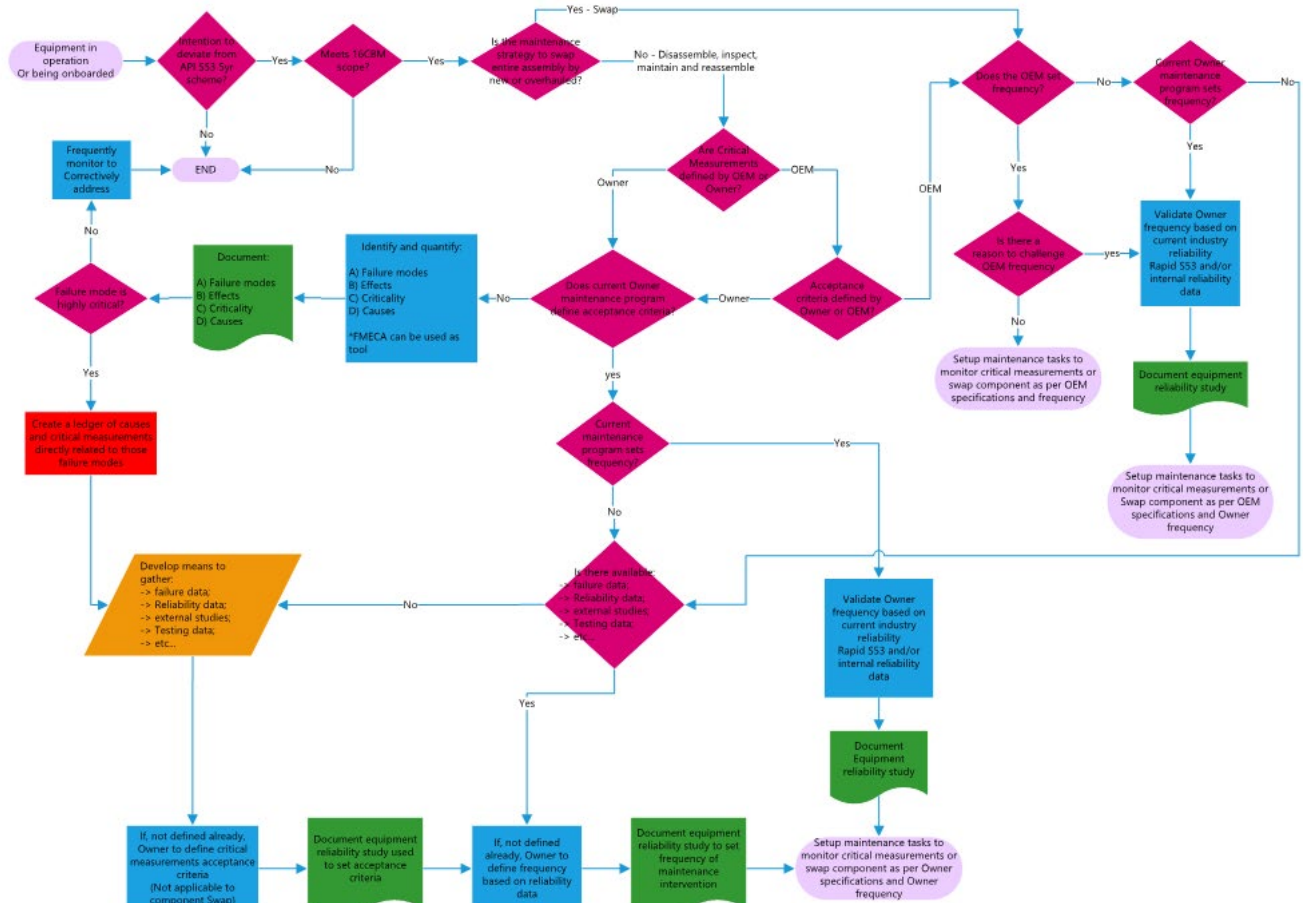 Equipment in
operation
Or being onboarded
Intention to
deviate from
API S53 5yr
scheme?
Yes
Meets 16CBM
scope?
Yes
Is the maintenance
strategy to swap
entire assembly by
new or overhauled?
Yes - Swap
No - Disassemble, inspect,
maintain and reassemble
Does the OEM set
frequency?
No
Current Owner
maintenance
program sets
frequency?
No
No
END
No
Frequently
monitor to
Correctively
address
Are Critical
Measurements
defined by OEM or
Owner?
Owner
OEM
OEM
Yes
Yes
No
Failure mode is
highly critical?
Document:
A) Failure modes
B) Effects
C) Criticality
D) Causes
Identify and quantify:
A) Failure modes
B) Effects
C) Criticality
D) Causes
*FMECA can be used as
tool
No
Does current Owner
maintenance program
define acceptance criteria?
Owner
Acceptance
criteria defined by
Owner or OEM?
Is there a
reason to challenge
OEM frequency
yes
Validate Owner
frequency based on
current industry
reliability
Rapid S53 and/or
internal reliability
data
No
Setup maintenance tasks to
monitor critical measurements or
swap component as per OEM
specifications and frequency
Document equipment
reliability study
Setup maintenance tasks to
monitor critical measurements or
Swap component as per OEM
specifications and Owner
frequency
Yes
Create a ledger of causes
and critical measurements
directly related to those
failure modes
yes
Current
maintenance
program sets
frequency?
Yes
No
Develop means to
gather:
-> failure data;
-> Reliability data;
-> external studies;
-> Testing data;
-> etc...
No
Is there available:
-> failure data;
-> Reliability data;
-> external studies;
-> Testing data;
-> etc...
Yes
Validate Owner
frequency based on
current industry
reliability
Rapid S53 and/or
internal reliability
data
Document
Equipment
reliability study
If, not defined already,
Owner to define critical
measurements acceptance
criteria
(Not applicable to
component Swap)
Document equipment
reliability study used
to set acceptance
criteria
If, not defined
already, Owner to
define frequency
based on reliability
data
Document equipment
reliability study to set
frequency of
maintenance
intervention
Setup maintenance tasks to
monitor critical measurements or
swap component as per Owner
specifications and Owner
frequency